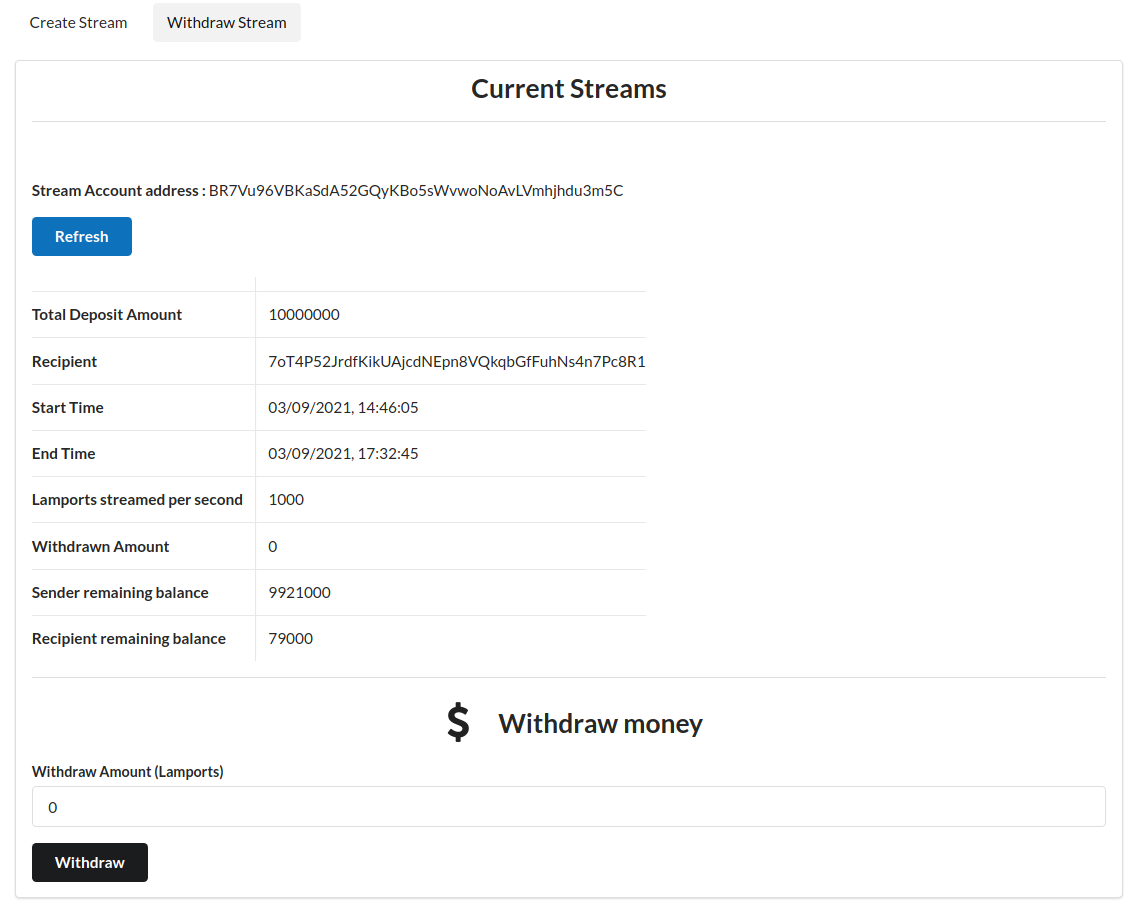 Create Stream Withdraw Stream
Current Streams
Stream Account address : BR7Vu96VBKaSdA52GQyKBo5sWvwoNoAvLVmhjhdu3m5C
Refresh
Total Deposit Amount 10000000
Recipient 7oT4P52JrdfKikUAjcdNEpn8VQkqbGfFuhNs4n7Pc8R1
Start Time 03/09/2021, 14:46:05
End Time 03/09/2021, 17:32:45
Lamports streamed per second 1000
Withdrawn Amount 0
Sender remaining balance 9921000
Recipient remaining balance 79000
$ Withdraw money
Withdraw Amount (Lamports)
0
Withdraw